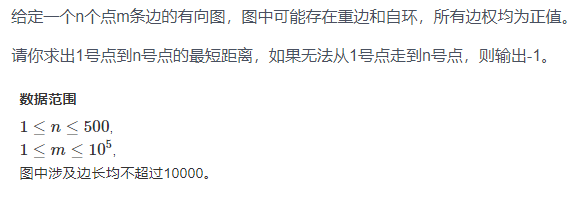 给定一个n个点m条边的有向图，图中可能存在重边和自环，所有边权均为正值。
请你求出1号点到n号点的最短距离，如果无法从1号点走到n号点，则输出-1。
数据范围
1 ≤ n ≤ 500,
1 ≤ m ≤ 10⁵,
图中涉及边长均不超过10000。